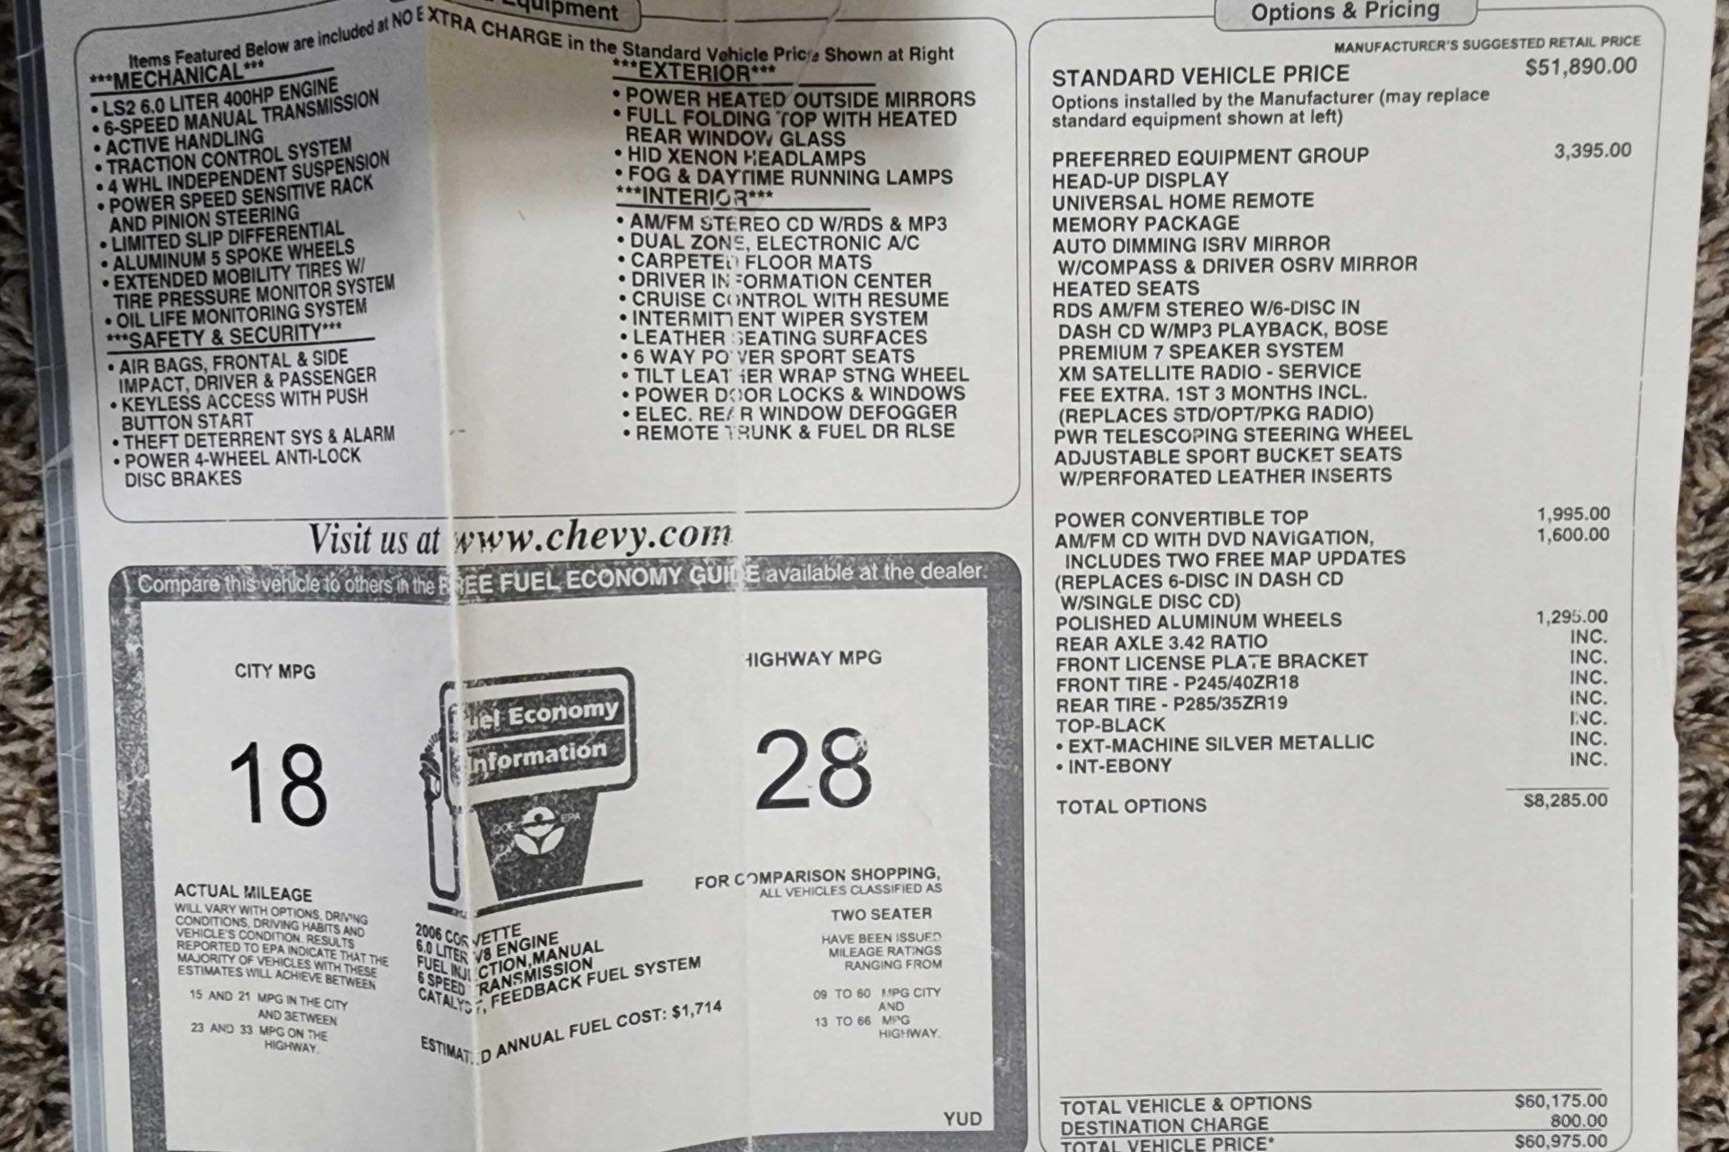 Equipment
Items Featured Below are included at NO EXTRA CHARGE in the Standard Vehicle Price Shown at Right
***MECHANICAL***
• LS2 6.0 LITER 400HP ENGINE
• 6-SPEED MANUAL TRANSMISSION
• ACTIVE HANDLING
• TRACTION CONTROL SYSTEM
• 4 WHL INDEPENDENT SUSPENSION
• POWER SPEED SENSITIVE RACK
AND PINION STEERING
• LIMITED SLIP DIFFERENTIAL
• ALUMINUM 5 SPOKE WHEELS
• EXTENDED MOBILITY TIRES W/
TIRE PRESSURE MONITOR SYSTEM
• OIL LIFE MONITORING SYSTEM
***SAFETY & SECURITY***
• AIR BAGS, FRONTAL & SIDE
IMPACT, DRIVER & PASSENGER
• KEYLESS ACCESS WITH PUSH
BUTTON START
• THEFT DETERRENT SYS & ALARM
• POWER 4-WHEEL ANTI-LOCK
DISC BRAKES
***EXTERIOR***
• POWER HEATED OUTSIDE MIRRORS
• FULL FOLDING TOP WITH HEATED
REAR WINDOW GLASS
• HID XENON HEADLAMPS
• FOG & DAYTIME RUNNING LAMPS
***INTERIOR***
• AM/FM STEREO CD W/RDS & MP3
• DUAL ZONE, ELECTRONIC A/C
• CARPETED FLOOR MATS
• DRIVER INFORMATION CENTER
• CRUISE CONTROL WITH RESUME
• INTERMITTENT WIPER SYSTEM
• LEATHER SEATING SURFACES
• 6 WAY POWER SPORT SEATS
• TILT LEATHER WRAP STNG WHEEL
• POWER DOOR LOCKS & WINDOWS
• ELEC. REAR WINDOW DEFOGGER
• REMOTE TRUNK & FUEL DR RLSE
Visit us at www.chevy.com
Compare this vehicle to others in the FREE FUEL ECONOMY GUIDE available at the dealer.
CITY MPG
18
Fuel Economy
Information
DOE EPA
HIGHWAY MPG
28
ACTUAL MILEAGE
WILL VARY WITH OPTIONS, DRIVING
CONDITIONS, DRIVING HABITS AND
VEHICLE'S CONDITION. RESULTS
REPORTED TO EPA INDICATE THAT THE
MAJORITY OF VEHICLES WITH THESE
ESTIMATES WILL ACHIEVE BETWEEN
15 AND 21 MPG IN THE CITY
AND BETWEEN
23 AND 33 MPG ON THE
HIGHWAY.
2006 CORVETTE
6.0 LITER V8 ENGINE
FUEL INJECTION, MANUAL
6 SPEED TRANSMISSION
CATALYST, FEEDBACK FUEL SYSTEM
ESTIMATED ANNUAL FUEL COST: $1,714
FOR COMPARISON SHOPPING,
ALL VEHICLES CLASSIFIED AS
TWO SEATER
HAVE BEEN ISSUED
MILEAGE RATINGS
RANGING FROM
09 TO 60 MPG CITY
AND
13 TO 66 MPG
HIGHWAY.
YUD
Options & Pricing
MANUFACTURER'S SUGGESTED RETAIL PRICE
STANDARD VEHICLE PRICE $51,890.00
Options installed by the Manufacturer (may replace
standard equipment shown at left)
PREFERRED EQUIPMENT GROUP 3,395.00
HEAD-UP DISPLAY
UNIVERSAL HOME REMOTE
MEMORY PACKAGE
AUTO DIMMING ISRV MIRROR
W/COMPASS & DRIVER OSRV MIRROR
HEATED SEATS
RDS AM/FM STEREO W/6-DISC IN
DASH CD W/MP3 PLAYBACK, BOSE
PREMIUM 7 SPEAKER SYSTEM
XM SATELLITE RADIO - SERVICE
FEE EXTRA. 1ST 3 MONTHS INCL.
(REPLACES STD/OPT/PKG RADIO)
PWR TELESCOPING STEERING WHEEL
ADJUSTABLE SPORT BUCKET SEATS
W/PERFORATED LEATHER INSERTS
POWER CONVERTIBLE TOP 1,995.00
AM/FM CD WITH DVD NAVIGATION, 1,600.00
INCLUDES TWO FREE MAP UPDATES
(REPLACES 6-DISC IN DASH CD
W/SINGLE DISC CD)
POLISHED ALUMINUM WHEELS 1,295.00
REAR AXLE 3.42 RATIO INC.
FRONT LICENSE PLATE BRACKET INC.
FRONT TIRE - P245/40ZR18 INC.
REAR TIRE - P285/35ZR19 INC.
TOP-BLACK INC.
• EXT-MACHINE SILVER METALLIC INC.
• INT-EBONY INC.
TOTAL OPTIONS $8,285.00
TOTAL VEHICLE & OPTIONS $60,175.00
DESTINATION CHARGE 800.00
TOTAL VEHICLE PRICE* $60,975.00